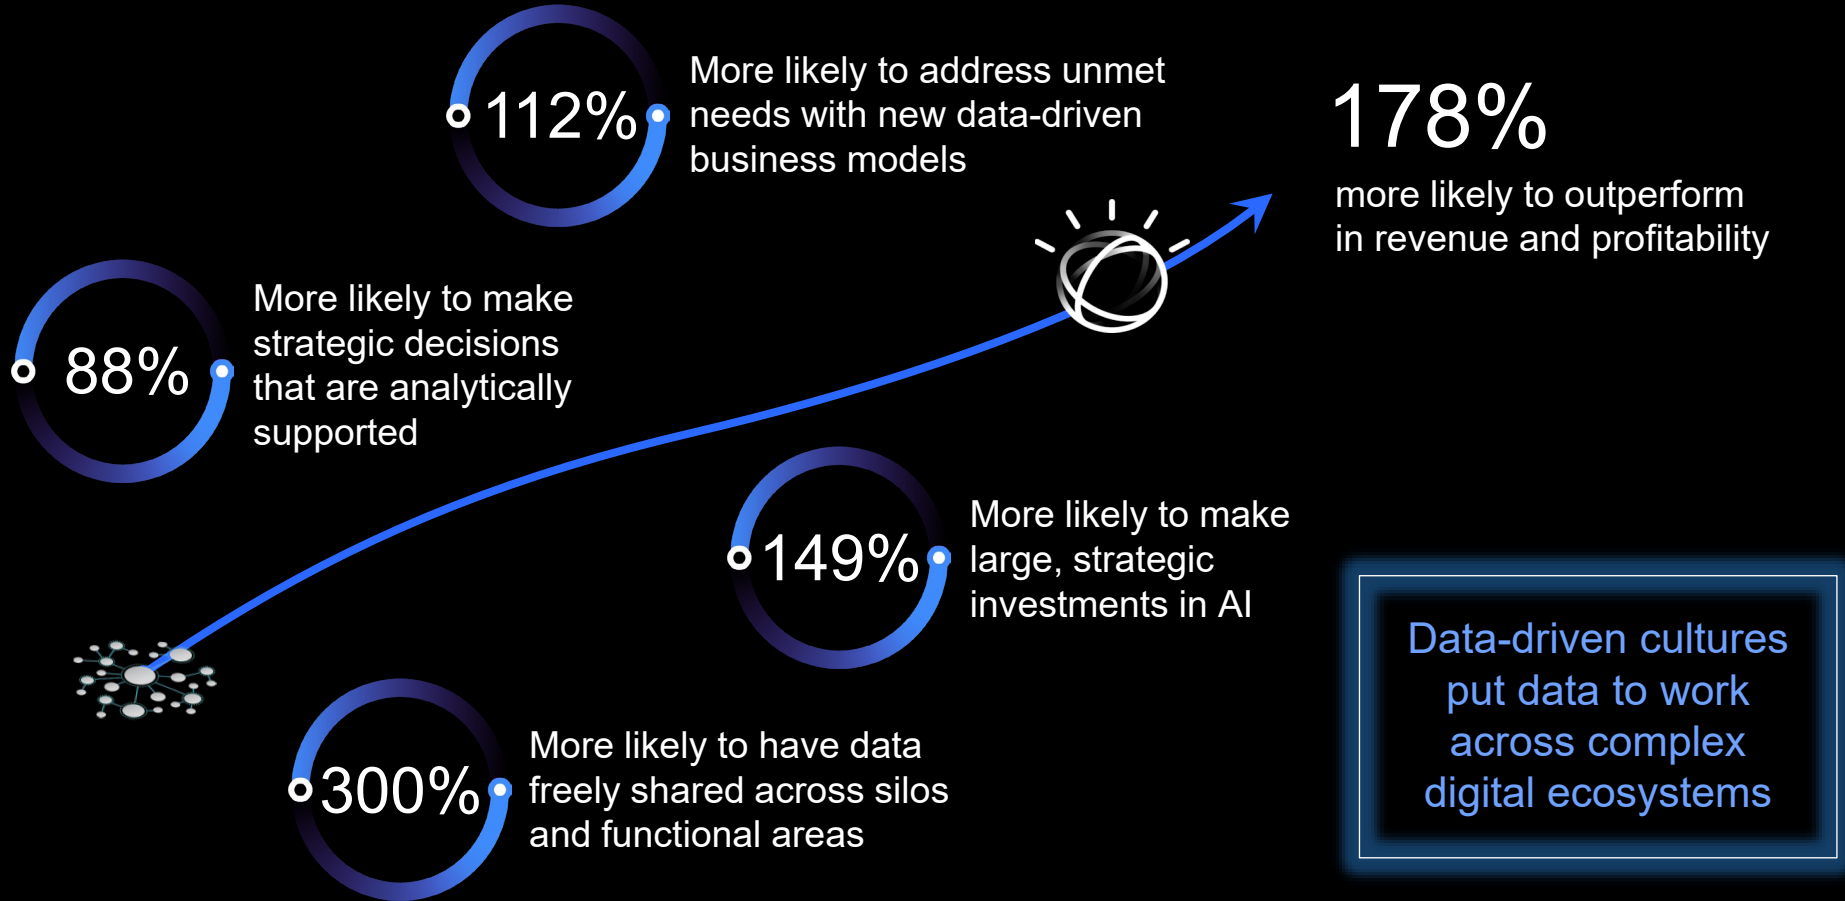 112%
More likely to address unmet
needs with new data-driven
business models
178%
more likely to outperform
in revenue and profitability
88%
More likely to make
strategic decisions
that are analytically
supported
149%
More likely to make
large, strategic
investments in AI
300%
More likely to have data
freely shared across silos
and functional areas
Data-driven cultures
put data to work
across complex
digital ecosystems